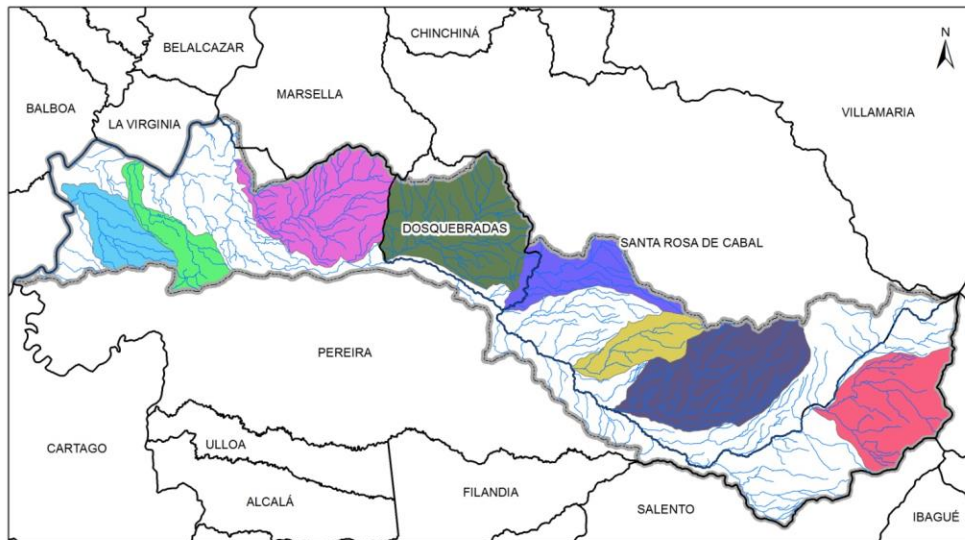 CHINCHINÁ
N
BELALCAZAR
MARSELLA
BALBOA
VILLAMARIA
LA VIRGINIA
DOSQUEBRADAS
SANTA ROSA DE CABAL
PEREIRA
CARTAGO
ULLOA
FILANDIA
ALCALÁ
SALENTO
IBAGUÉ